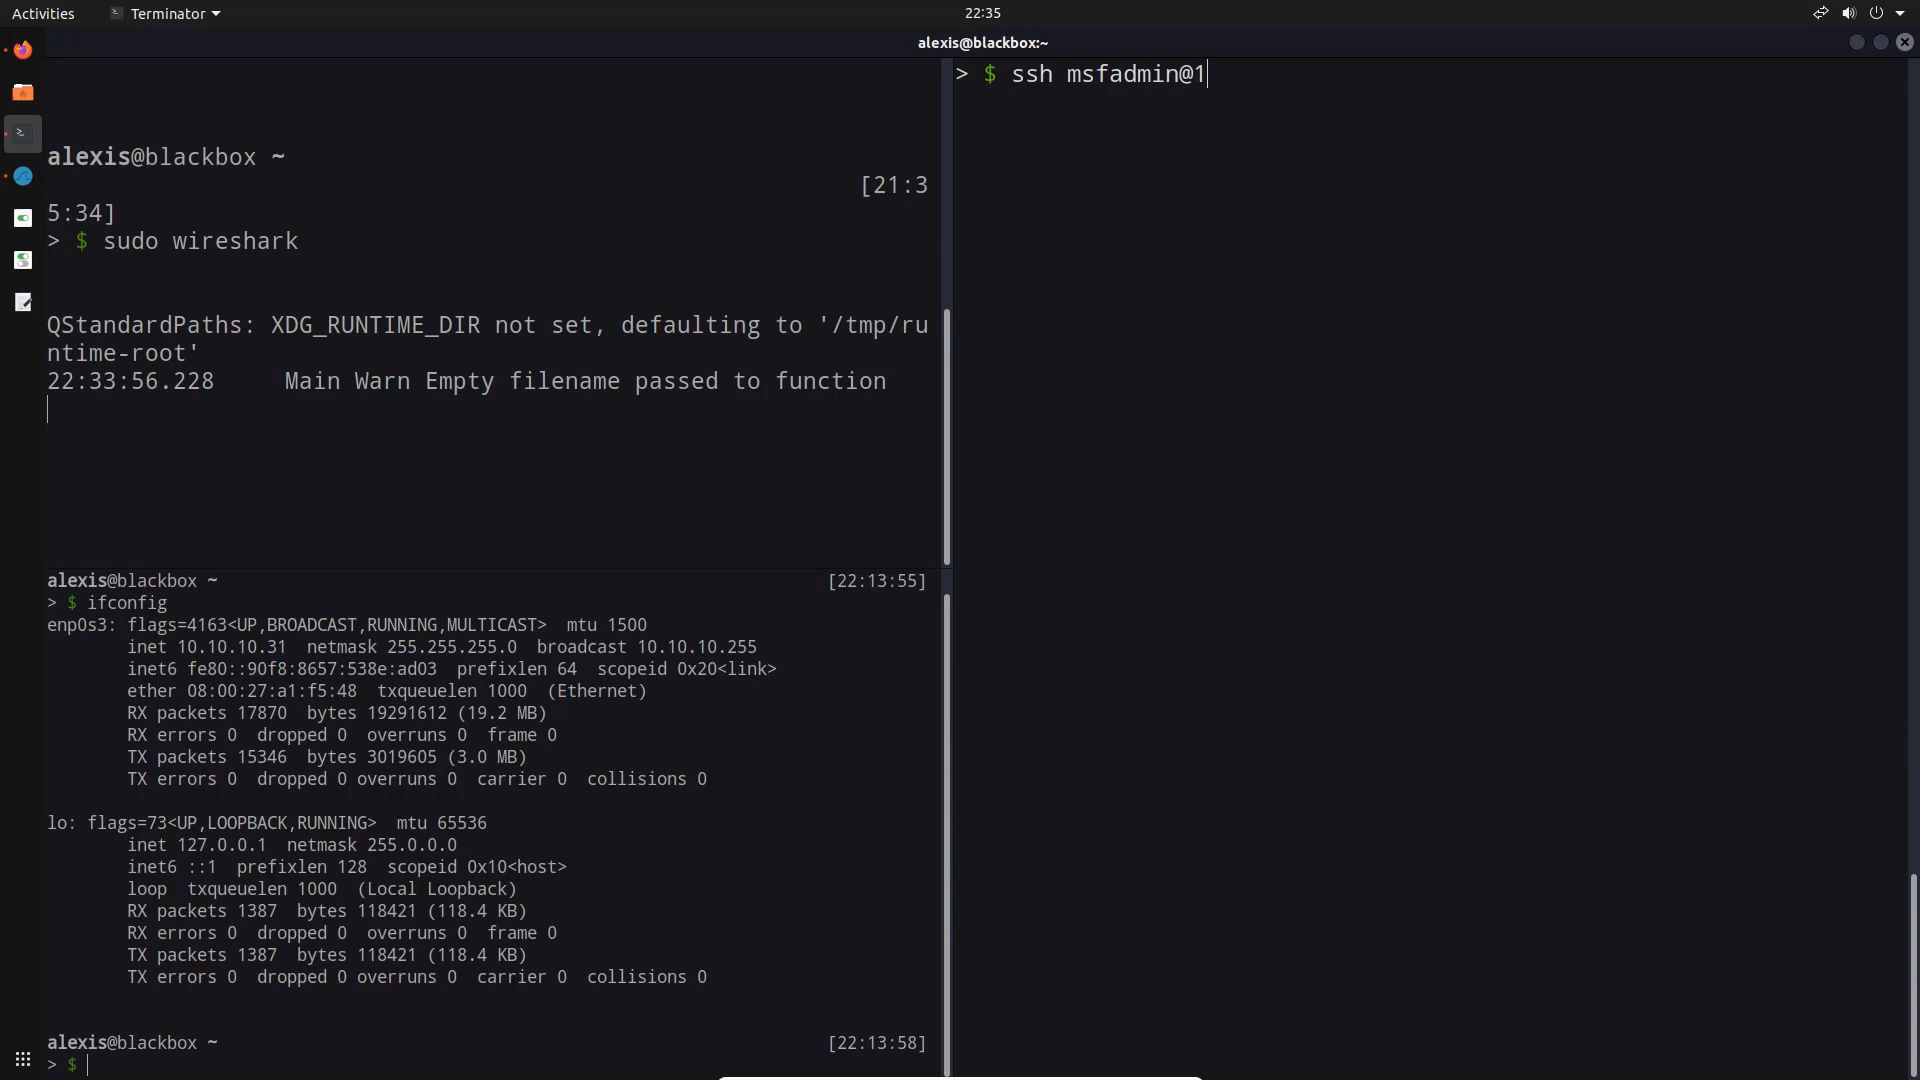 Activities
Terminator
22:35
alexis@blackbox:~
alexis@blackbox ~
[21:3
5:34]
> $ sudo wireshark
QStandardPaths: XDG_RUNTIME_DIR not set, defaulting to '/tmp/ru
ntime-root'
22:33:56.228     Main Warn Empty filename passed to function
alexis@blackbox ~ [22:13:55]
> $ ifconfig
enp0s3: flags=4163<UP,BROADCAST,RUNNING,MULTICAST>  mtu 1500
inet 10.10.10.31  netmask 255.255.255.0  broadcast 10.10.10.255
inet6 fe80::90f8:8657:538e:ad03  prefixlen 64  scopeid 0x20<link>
ether 08:00:27:a1:f5:48  txqueuelen 1000  (Ethernet)
RX packets 17870  bytes 19291612 (19.2 MB)
RX errors 0  dropped 0  overruns 0  frame 0
TX packets 15346  bytes 3019605 (3.0 MB)
TX errors 0  dropped 0 overruns 0  carrier 0  collisions 0
lo: flags=73<UP,LOOPBACK,RUNNING>  mtu 65536
inet 127.0.0.1  netmask 255.0.0.0
inet6 ::1  prefixlen 128  scopeid 0x10<host>
loop  txqueuelen 1000  (Local Loopback)
RX packets 1387  bytes 118421 (118.4 KB)
RX errors 0  dropped 0  overruns 0  frame 0
TX packets 1387  bytes 118421 (118.4 KB)
TX errors 0  dropped 0 overruns 0  carrier 0  collisions 0
alexis@blackbox ~ [22:13:58]
> $
> $ ssh msfadmin@1